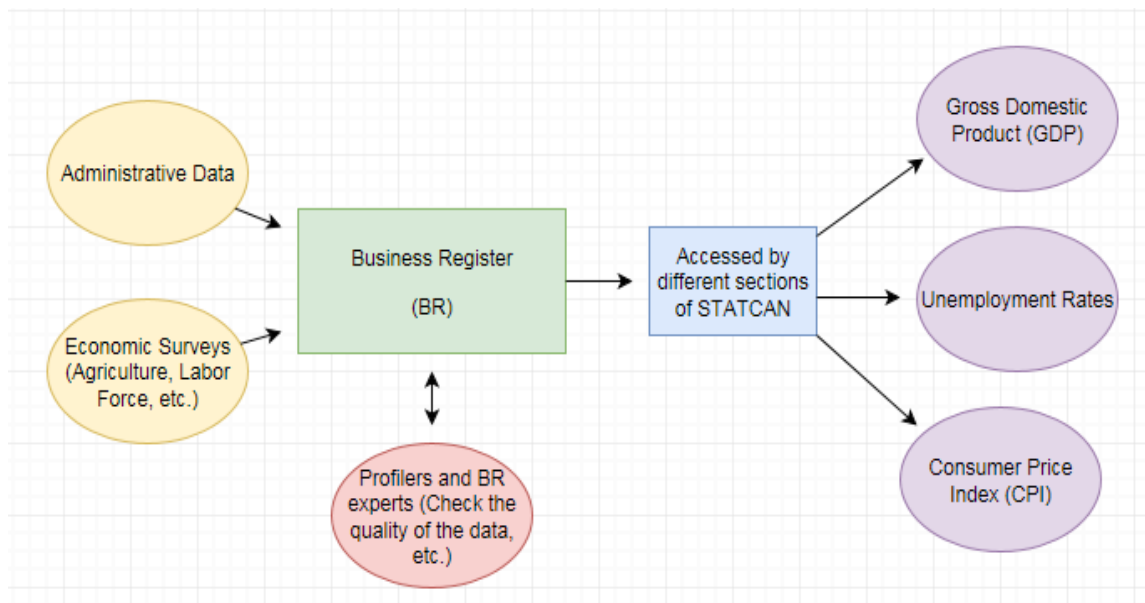 Administrative Data
Economic Surveys
(Agriculture, Labor
Force, etc.)
Business Register
(BR)
Profilers and BR
experts (Check the
quality of the data,
etc.)
Accessed by
different sections
of STATCAN
Gross Domestic
Product (GDP)
Unemployment Rates
Consumer Price
Index (CPI)